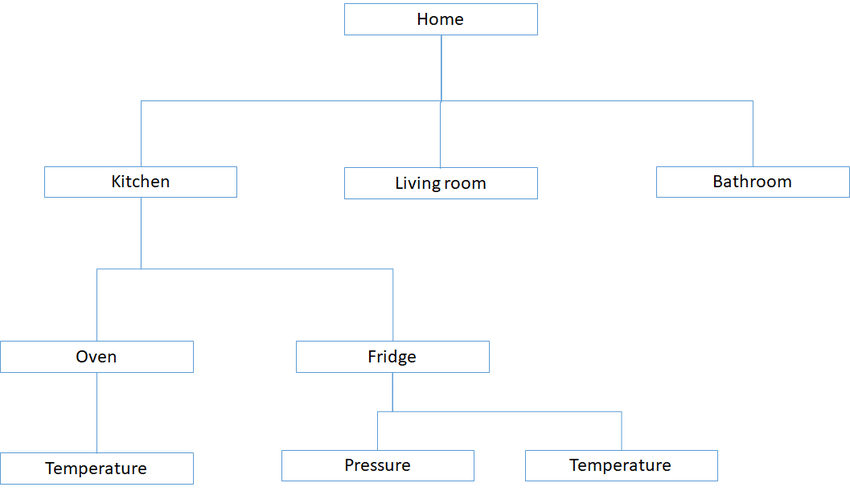 Home
Kitchen
Living room
Bathroom
Oven
Fridge
Temperature
Pressure
Temperature